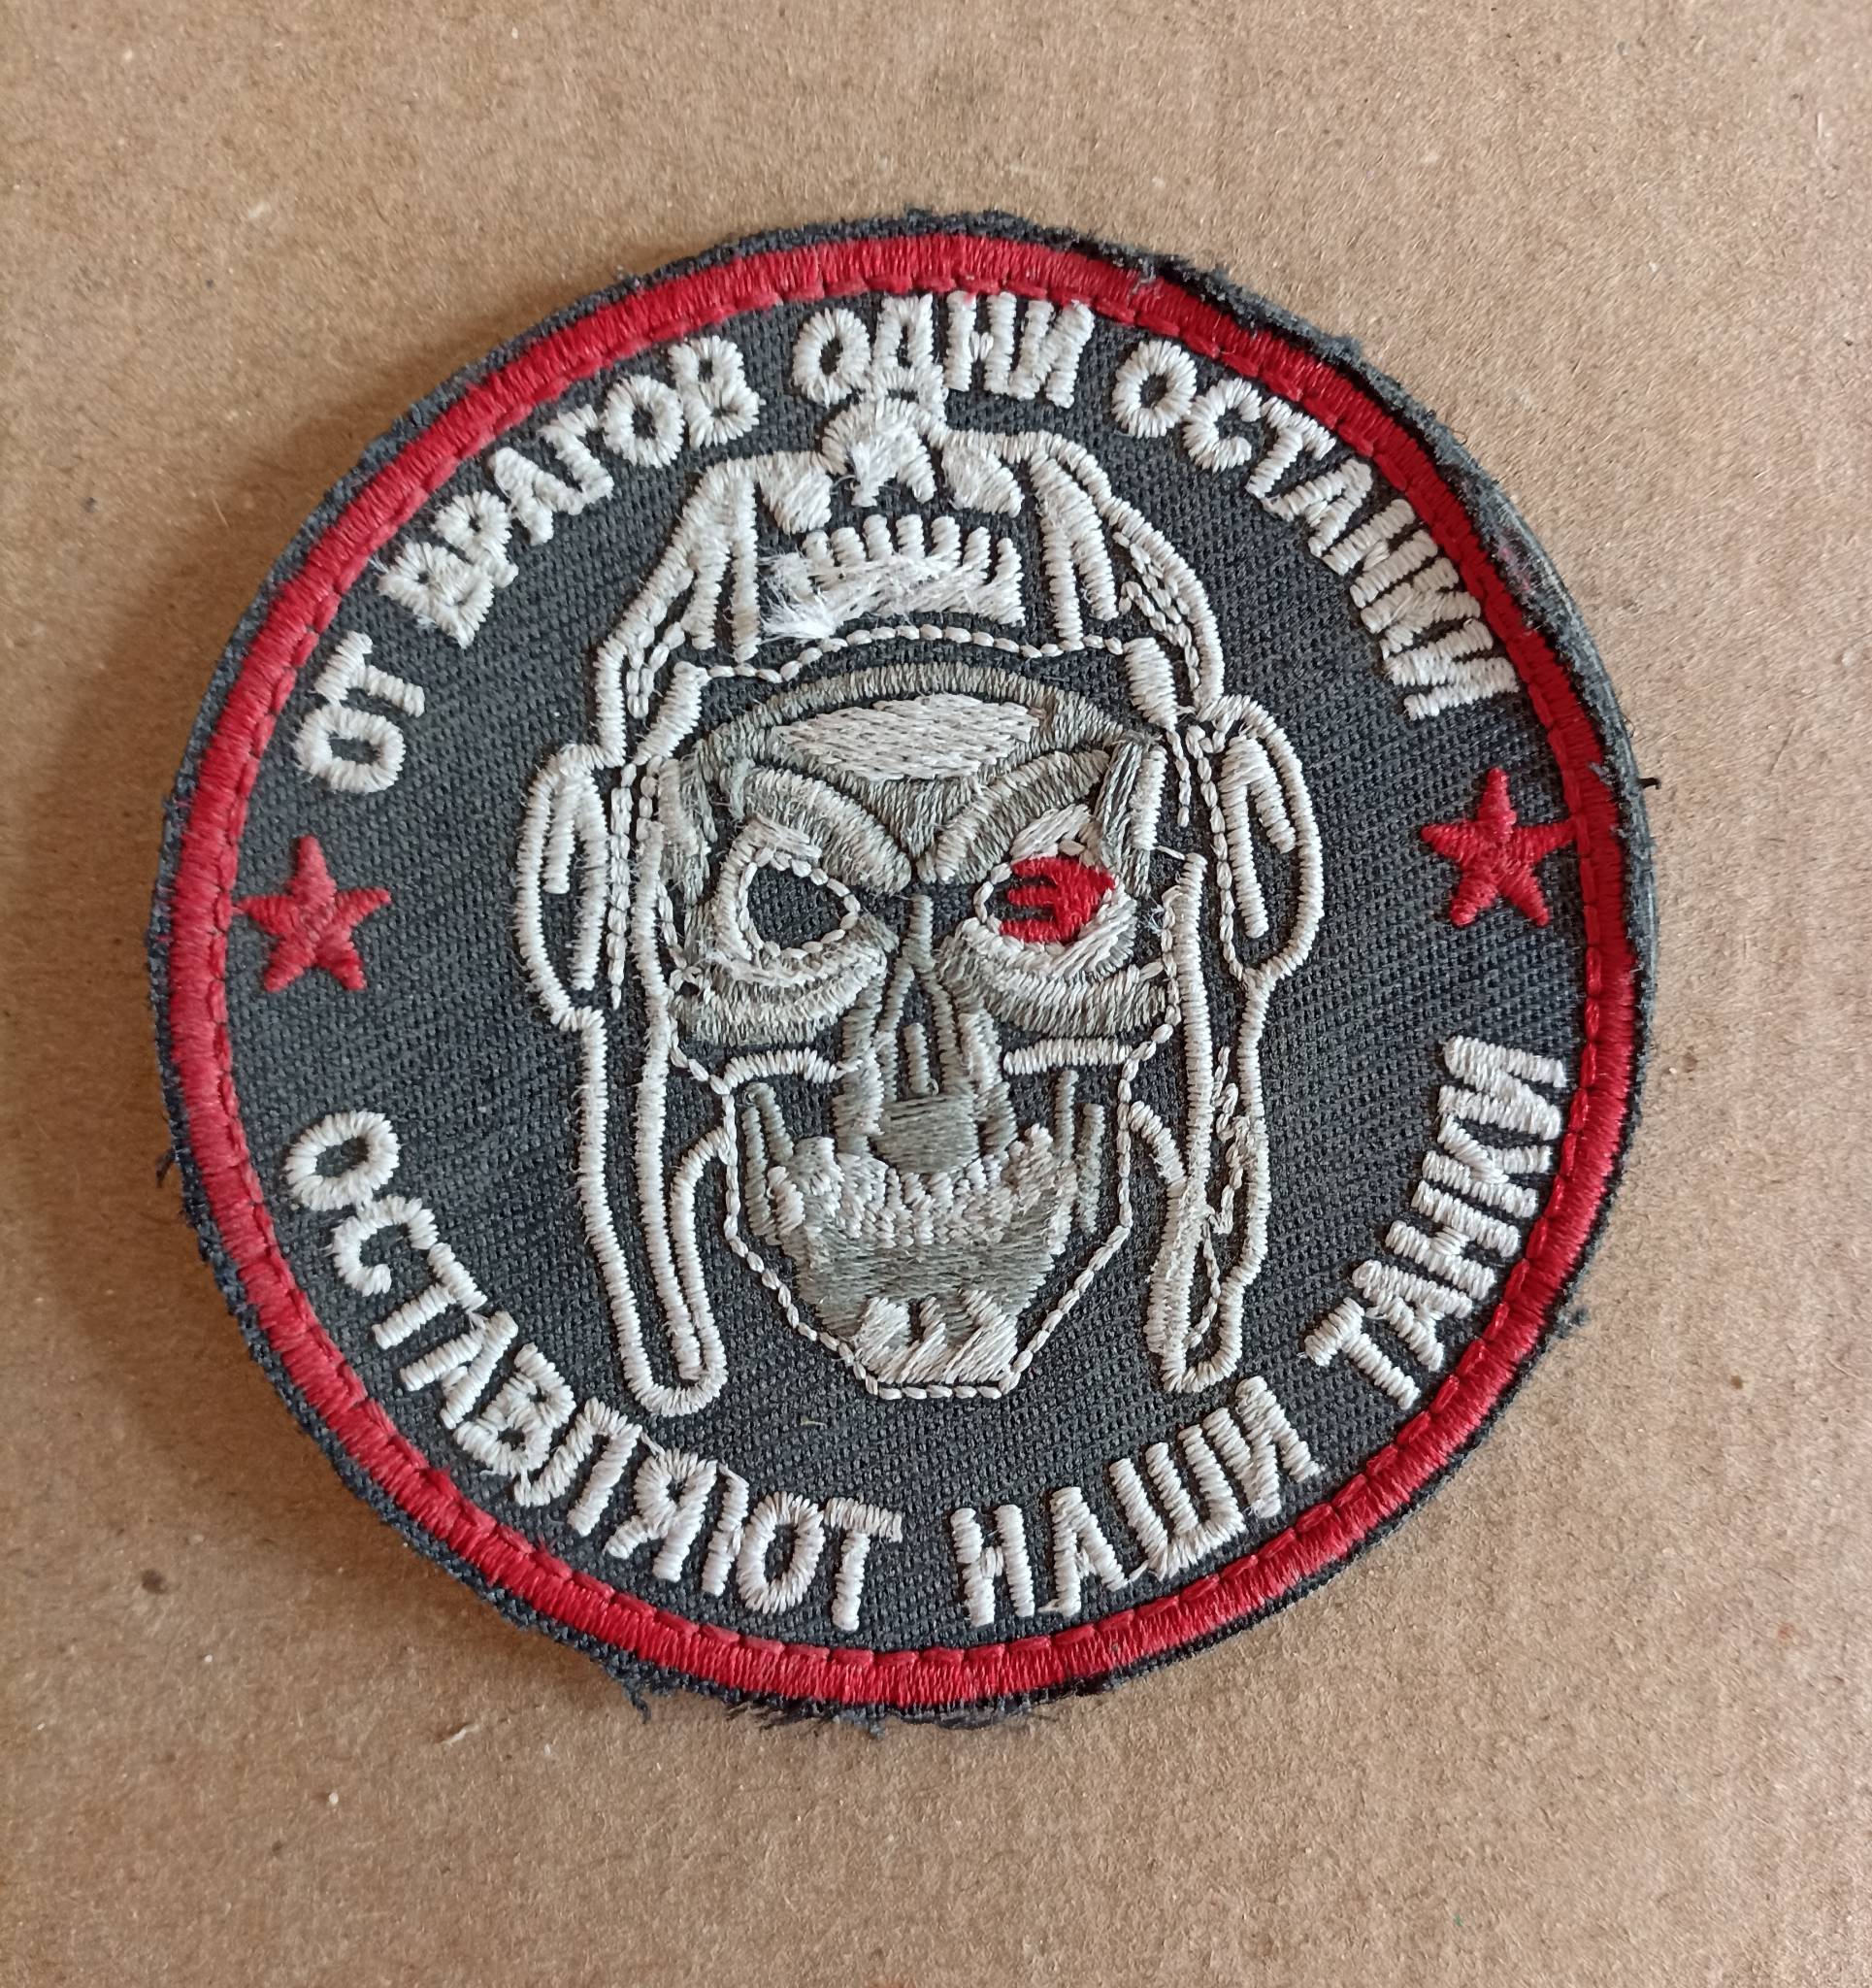 ОТ ВРАГОВ ОДНИ ОСТАНКИ
ОСТАВЛЯЮТ НАШИ ТАНКИ